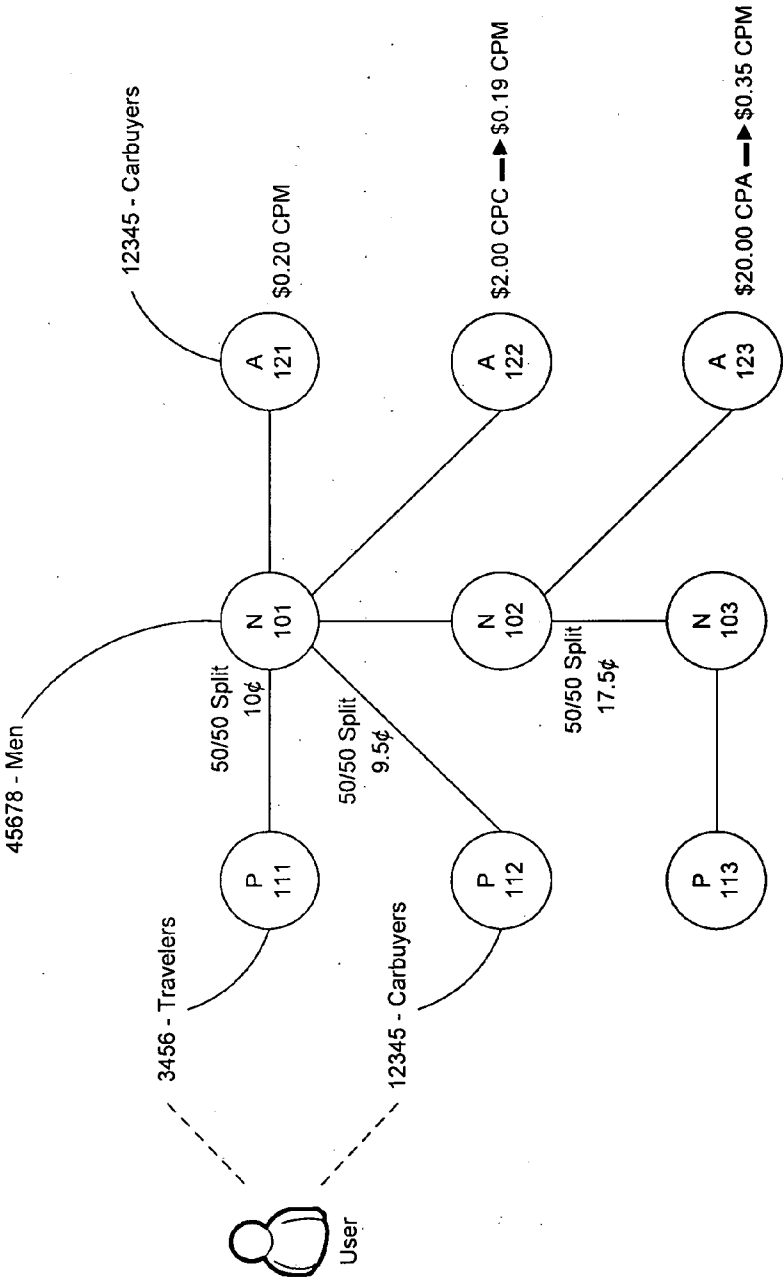 45678 - Men
12345 - Carbuyers
3456 - Travelers
P
111
50/50 Split
10¢
N
101
A
121
$0.20 CPM
User
12345 - Carbuyers
P
112
50/50 Split
9.5¢
N
102
A
122
$2.00 CPC → $0.19 CPM
P
113
50/50 Split
17.5¢
N
103
A
123
$20.00 CPA → $0.35 CPM